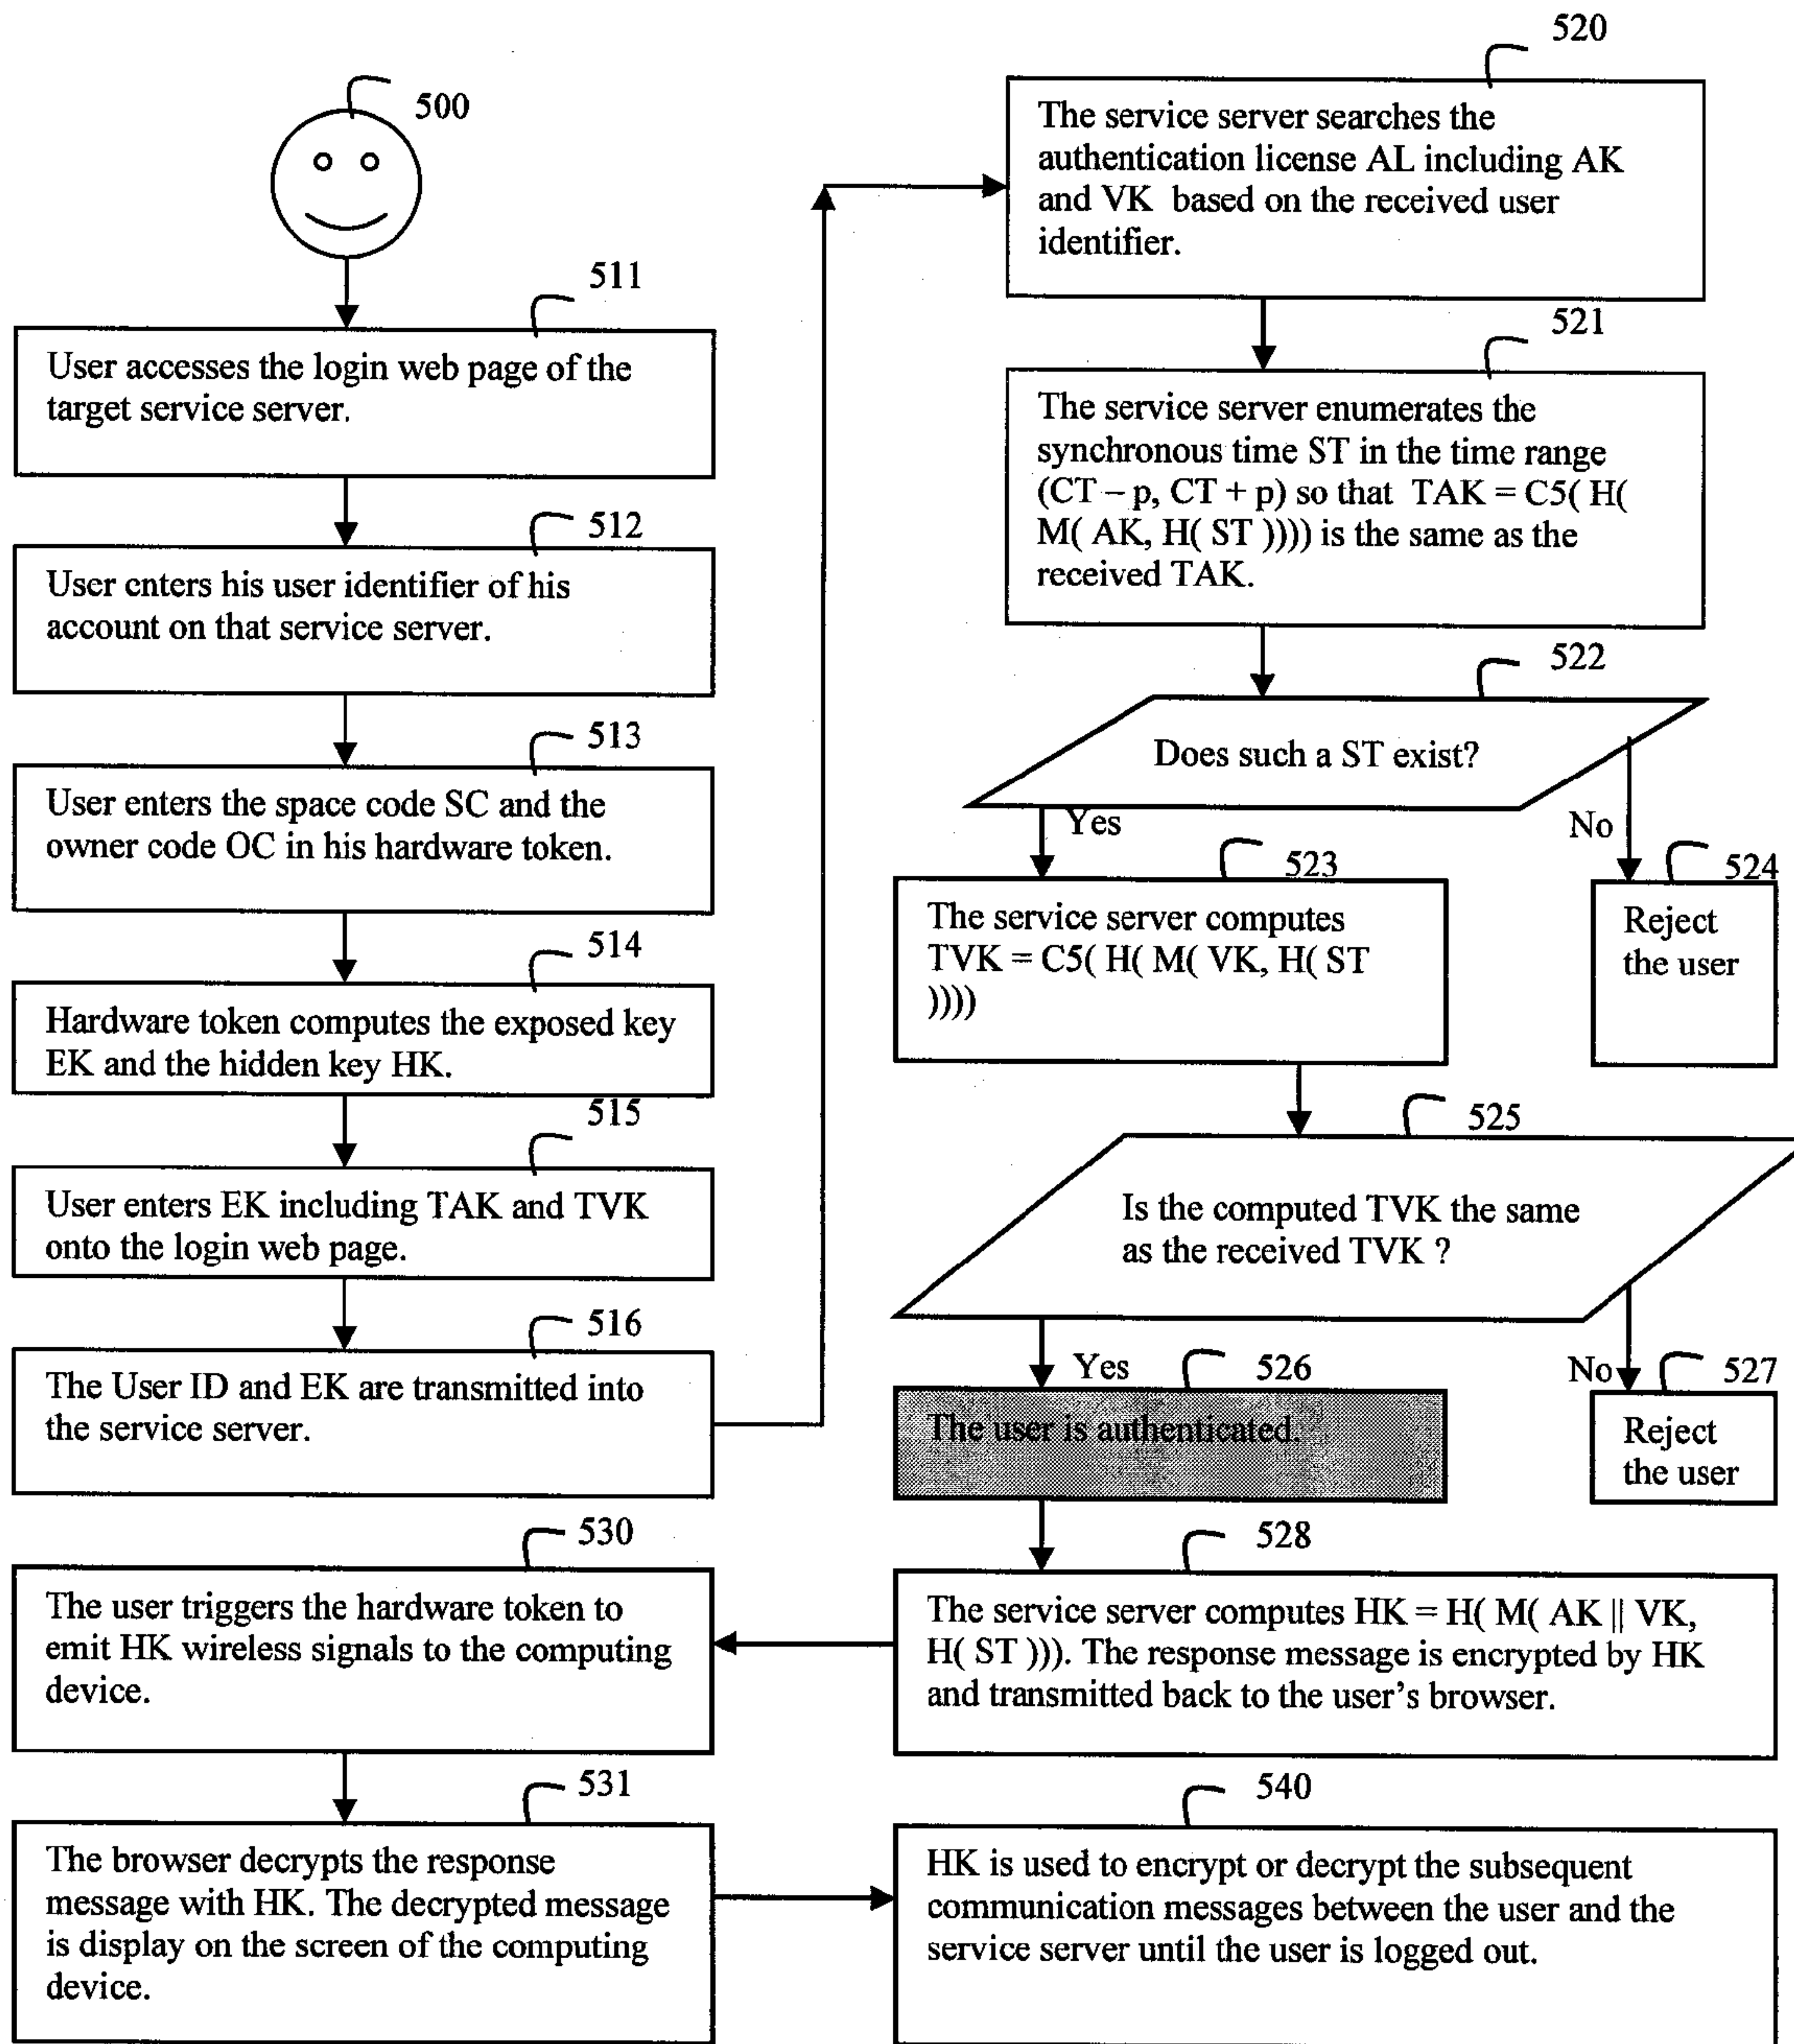 500
511
User accesses the login web page of the
target service server.
512
User enters his user identifier of his
account on that service server.
513
User enters the space code SC and the
owner code OC in his hardware token.
514
Hardware token computes the exposed key
EK and the hidden key HK.
515
User enters EK including TAK and TVK
onto the login web page.
516
The User ID and EK are transmitted into
the service server.
520
The service server searches the
authentication license AL including AK
and VK based on the received user
identifier.
521
The service server enumerates the
synchronous time ST in the time range
(CT – p, CT + p) so that TAK = C5( H(
M( AK, H( ST )))) is the same as the
received TAK.
522
Does such a ST exist?
Yes
No
523
The service server computes
TVK = C5( H( M( VK, H( ST
))))
524
Reject
the user
525
Is the computed TVK the same
as the received TVK ?
Yes
No
526
The user is authenticated.
527
Reject
the user
528
The service server computes HK = H( M( AK || VK,
H( ST ))). The response message is encrypted by HK
and transmitted back to the user's browser.
530
The user triggers the hardware token to
emit HK wireless signals to the computing
device.
531
The browser decrypts the response
message with HK. The decrypted message
is display on the screen of the computing
device.
540
HK is used to encrypt or decrypt the subsequent
communication messages between the user and the
service server until the user is logged out.